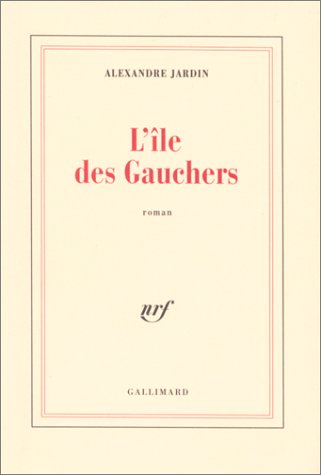 ALEXANDRE JARDIN
L'île
des Gauchers
roman
nrf
GALLIMARD